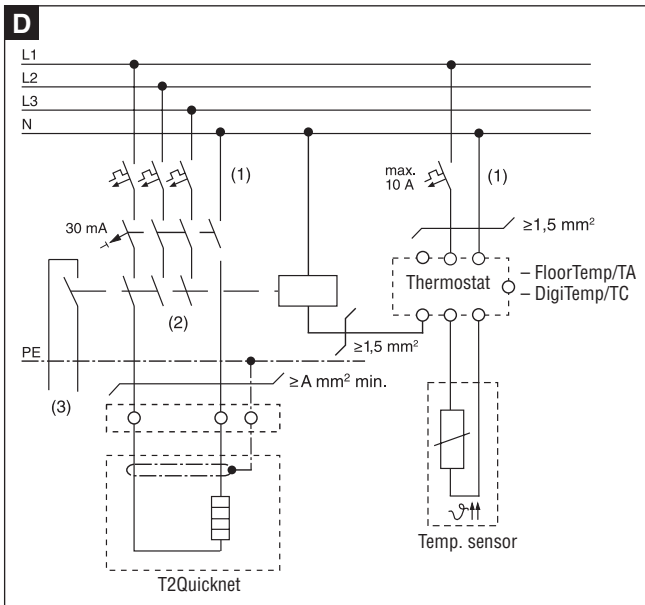 D
L1
L2
L3
N
(1)
max.
10 A
(1)
30 mA
≥1,5 mm²
Thermostat
– FloorTemp/TA
– DigiTemp/TC
(2)
≥1,5 mm²
PE
≥A mm² min.
(3)
Temp. sensor
T2Quicknet